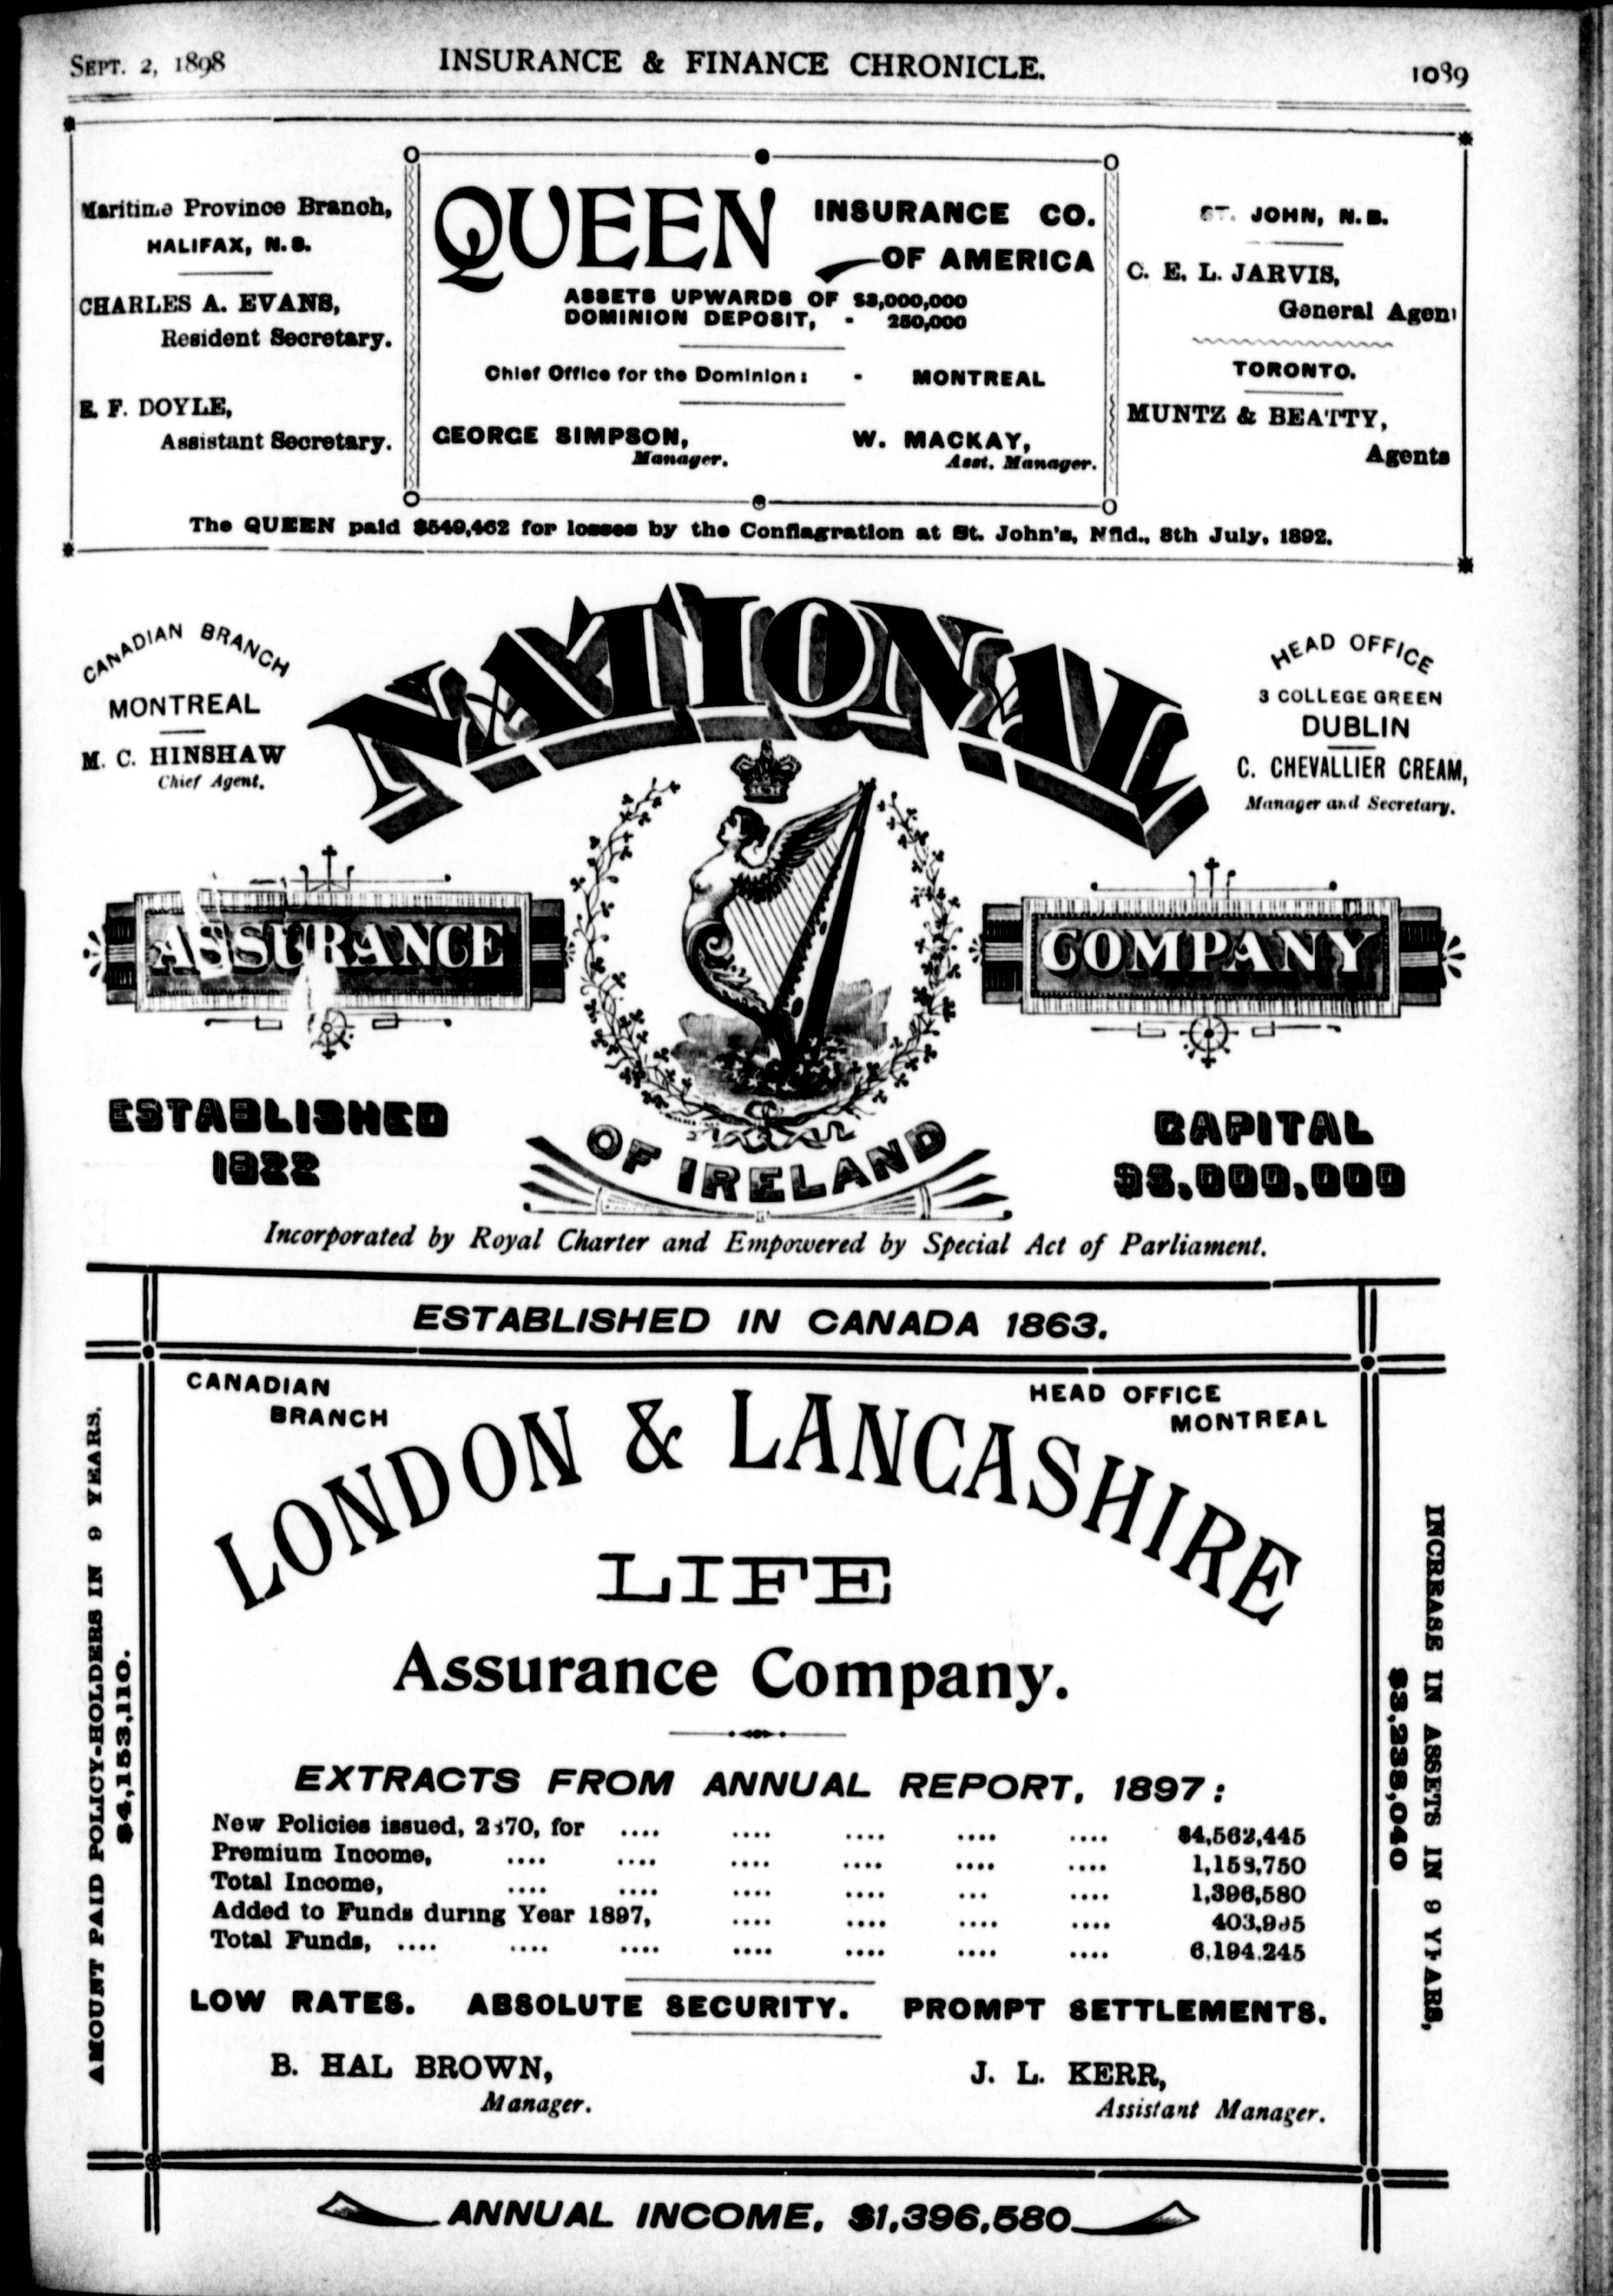 SEPT. 2, 1898 INSURANCE & FINANCE CHRONICLE. 1089
Maritime Province Branch,
HALIFAX, N.S.
CHARLES A. EVANS,
Resident Secretary.
E. F. DOYLE,
Assistant Secretary.
QUEEN INSURANCE CO.
OF AMERICA
ASSETS UPWARDS OF $3,000,000
DOMINION DEPOSIT, - 250,000
Chief Office for the Dominion: - MONTREAL
GEORGE SIMPSON,
Manager.
W. MACKAY,
Asst. Manager.
ST. JOHN, N.B.
C. E. L. JARVIS,
General Agent
TORONTO.
MUNTZ & BEATTY,
Agents
The QUEEN paid $549,462 for losses by the Conflagration at St. John's, Nfld., 8th July, 1892.
CANADIAN BRANCH
MONTREAL
M. C. HINSHAW
Chief Agent.
NATIONAL
HEAD OFFICE
3 COLLEGE GREEN
DUBLIN
C. CHEVALLIER CREAM,
Manager and Secretary.
ASSURANCE
COMPANY
ESTABLISHED
1822
OF IRELAND
CAPITAL
$5,000,000
Incorporated by Royal Charter and Empowered by Special Act of Parliament.
ESTABLISHED IN CANADA 1863.
CANADIAN
BRANCH
HEAD OFFICE
MONTREAL
LONDON & LANCASHIRE
LIFE
Assurance Company.
EXTRACTS FROM ANNUAL REPORT, 1897:
New Policies issued, for .... .... .... .... .... $4,562,445
Premium Income, .... .... .... .... .... .... 1,158,750
Total Income, .... .... .... .... ... .... 1,396,580
Added to Funds during Year 1897, .... .... .... ....
Total Funds, .... .... .... .... .... .... .... 6,194,245
LOW RATES. ABSOLUTE SECURITY. PROMPT SETTLEMENTS.
B. HAL BROWN,
Manager.
J. L. KERR,
Assistant Manager.
ANNUAL INCOME, $1,396,580
AMOUNT PAID POLICY-HOLDERS IN 9 YEARS.
$4,153,110.
INCREASE IN ASSETS IN 9 YEARS,
$3,238,040